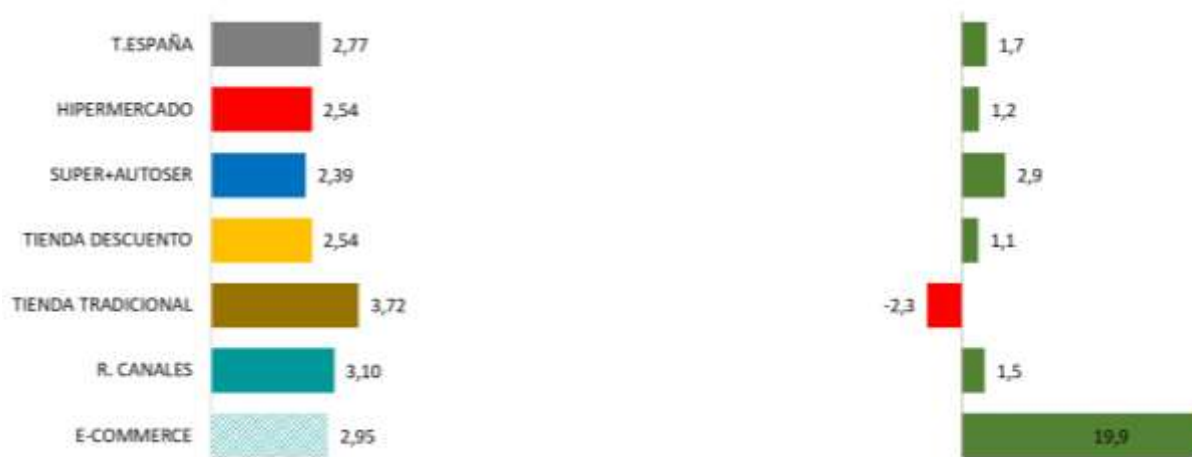 T.ESPAÑA 2,77 1,7
HIPERMERCADO 2,54 1,2
SUPER+AUTOSER 2,39 2,9
TIENDA DESCUENTO 2,54 1,1
TIENDA TRADICIONAL 3,72 -2,3
R. CANALES 3,10 1,5
E-COMMERCE 2,95 19,9